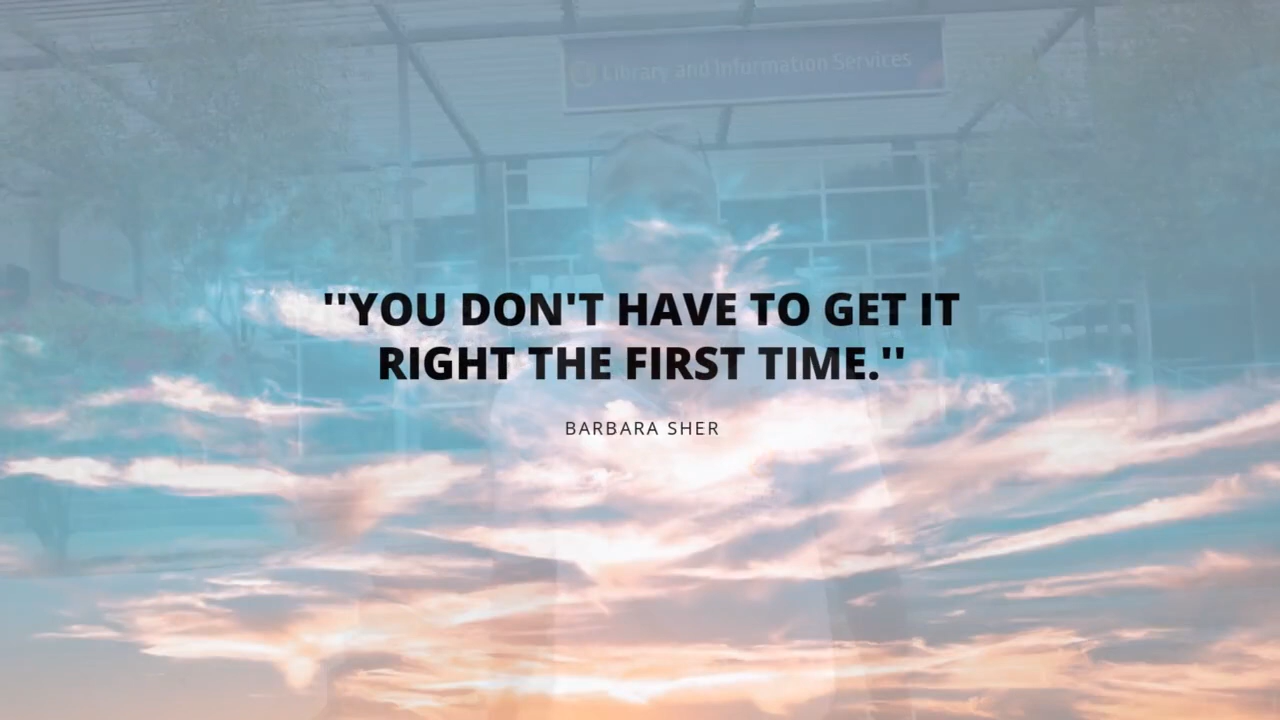 Library and Information Services
''YOU DON'T HAVE TO GET IT
RIGHT THE FIRST TIME.''
BARBARA SHER